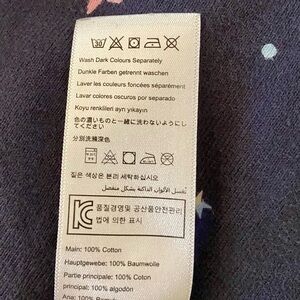 Wash Dark Colours Separately
Dunkle Farben getrennt waschen
Laver les couleurs foncées séparément
Lavar colores oscuros por separado
Koyu renklileri ayrı yıkayın
色の濃いものと一緒に洗わないようにし
てください
分別洗滌深色
짙은 색상은 분리 세탁하십시오
تغسل الألوان الداكنة بشكل منفصل
품질경영및 공산품안전관리
법에 의한 표시
Main: 100% Cotton
Hauptgewebe: 100% Baumwolle
Partie principale: 100% coton
principal: 100% algodón
Ana: 100%